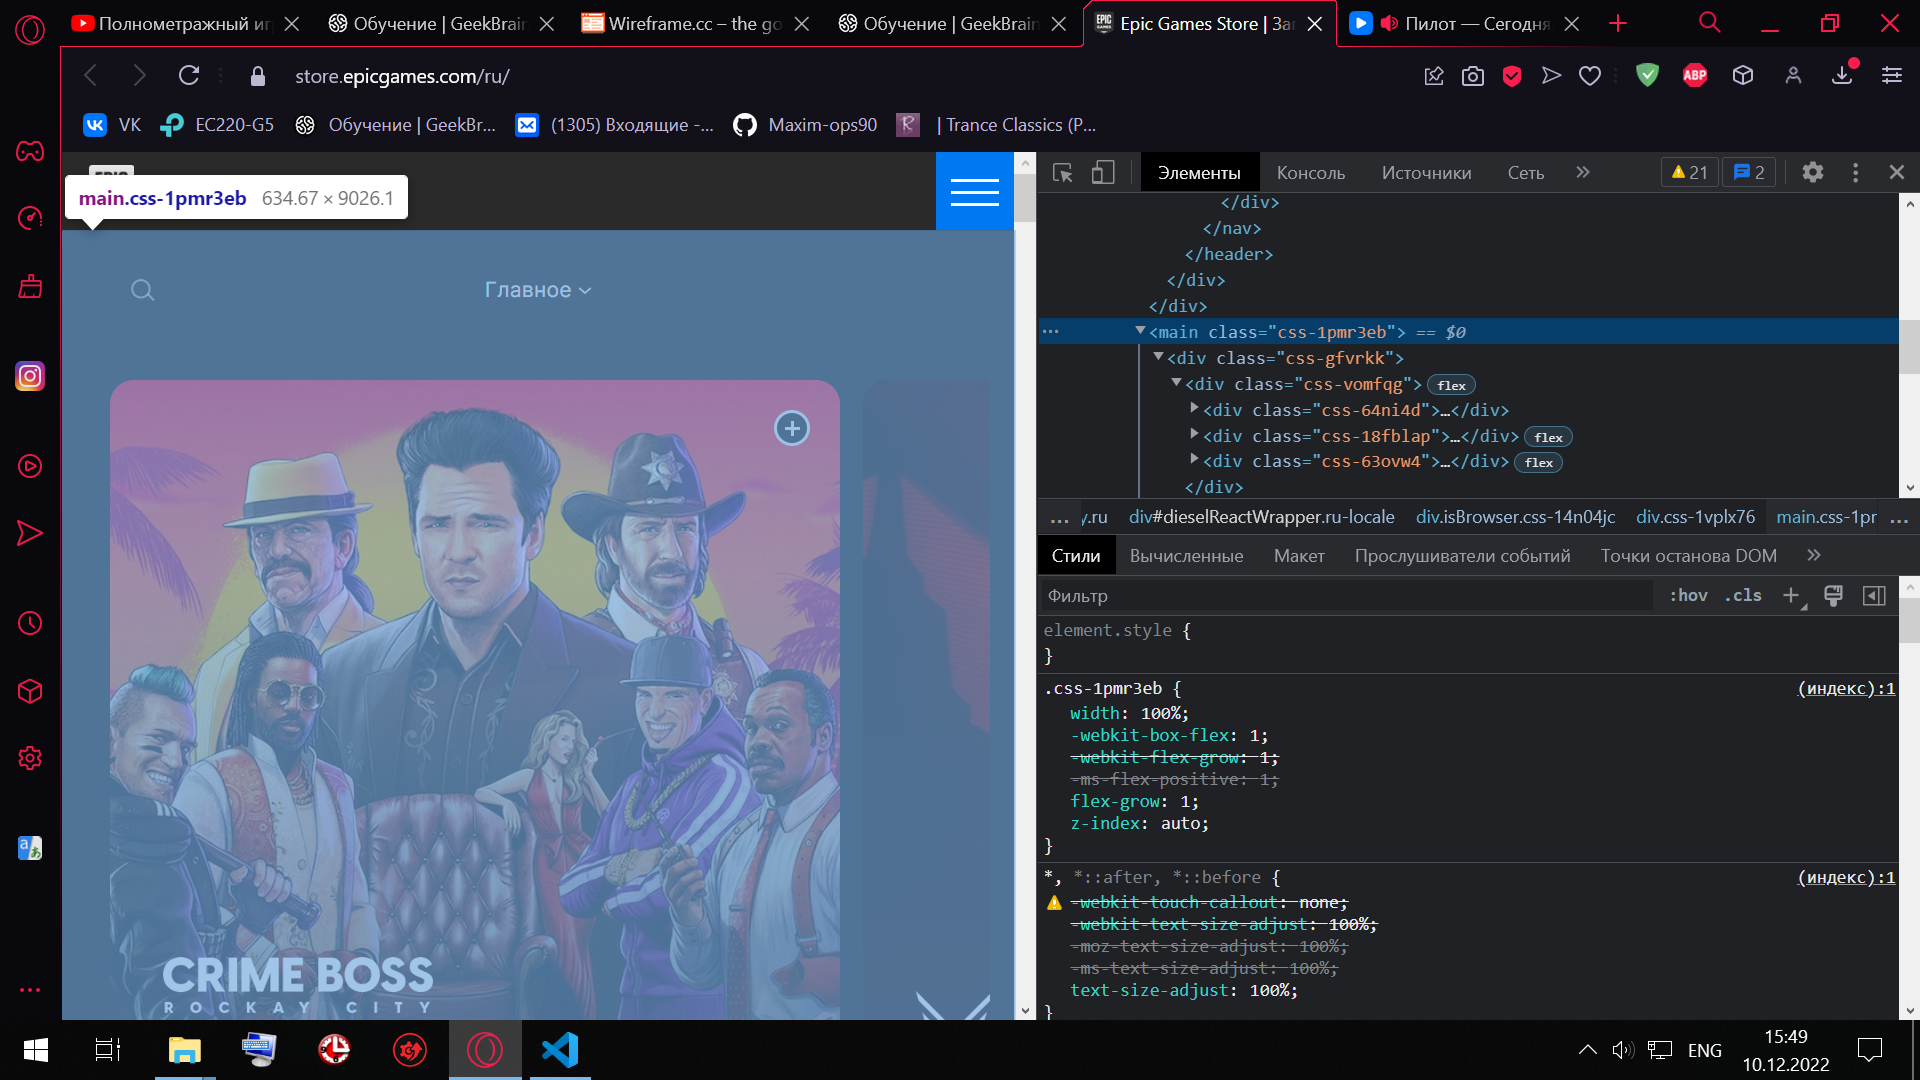 Полнометражный иг
Обучение | GeekBrain
Wireframe.cc – the go
Обучение | GeekBrain
Epic Games Store | Заг
Пилот — Сегодня
store.epicgames.com/ru/
ABP
VK
EC220-G5
Обучение | GeekBr...
(1305) Входящие -...
Maxim-ops90
| Trance Classics (P...
main.css-1pmr3eb 634.67 × 9026.1
Главное
CRIME BOSS
ROCKAY CITY
Элементы
Консоль
Источники
Сеть
21
2
</div>
</nav>
</header>
</div>
</div>
<main class="css-1pmr3eb"> == $0
<div class="css-gfvrkk">
<div class="css-vomfqg"> flex
<div class="css-64ni4d">…</div>
<div class="css-18fblap">…</div> flex
<div class="css-63ovw4">…</div> flex
</div>
... y.ru div#dieselReactWrapper.ru-locale div.isBrowser.css-14n04jc div.css-1vplx76 main.css-1pr ...
Стили
Вычисленные
Макет
Прослушиватели событий
Точки останова DOM
Фильтр
:hov .cls
element.style {
}
.css-1pmr3eb { (индекс):1
width: 100%;
-webkit-box-flex: 1;
-webkit-flex-grow: 1;
-ms-flex-positive: 1;
flex-grow: 1;
z-index: auto;
}
*, *::after, *::before { (индекс):1
-webkit-touch-callout: none;
-webkit-text-size-adjust: 100%;
-moz-text-size-adjust: 100%;
-ms-text-size-adjust: 100%;
text-size-adjust: 100%;
}
ENG
15:49
10.12.2022